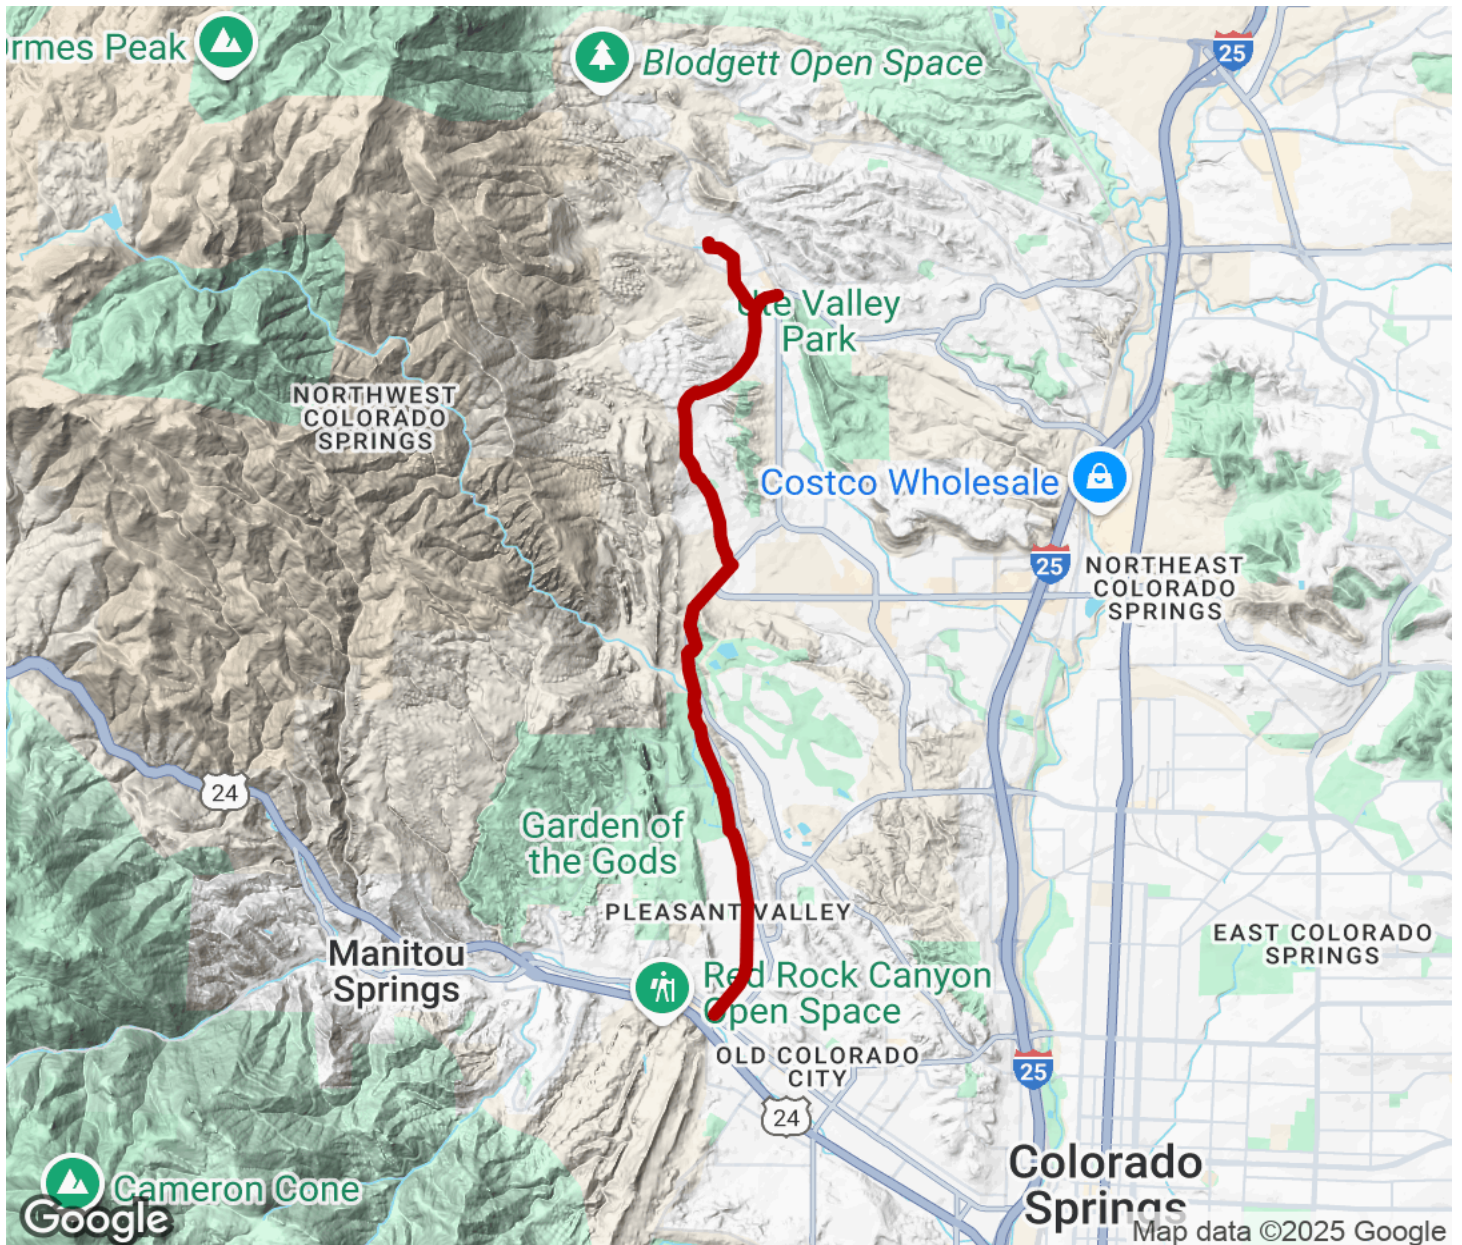 rmes Peak
Blodgett Open Space
25
Ute Valley
Park
NORTHWEST
COLORADO
SPRINGS
Costco Wholesale
25
NORTHEAST
COLORADO
SPRINGS
24
Garden of
the Gods
PLEASANT VALLEY
EAST COLORADO
SPRINGS
Manitou
Springs
Red Rock Canyon
Open Space
OLD COLORADO
CITY
25
24
Colorado
Springs
Cameron Cone
Google
Map data ©2025 Google